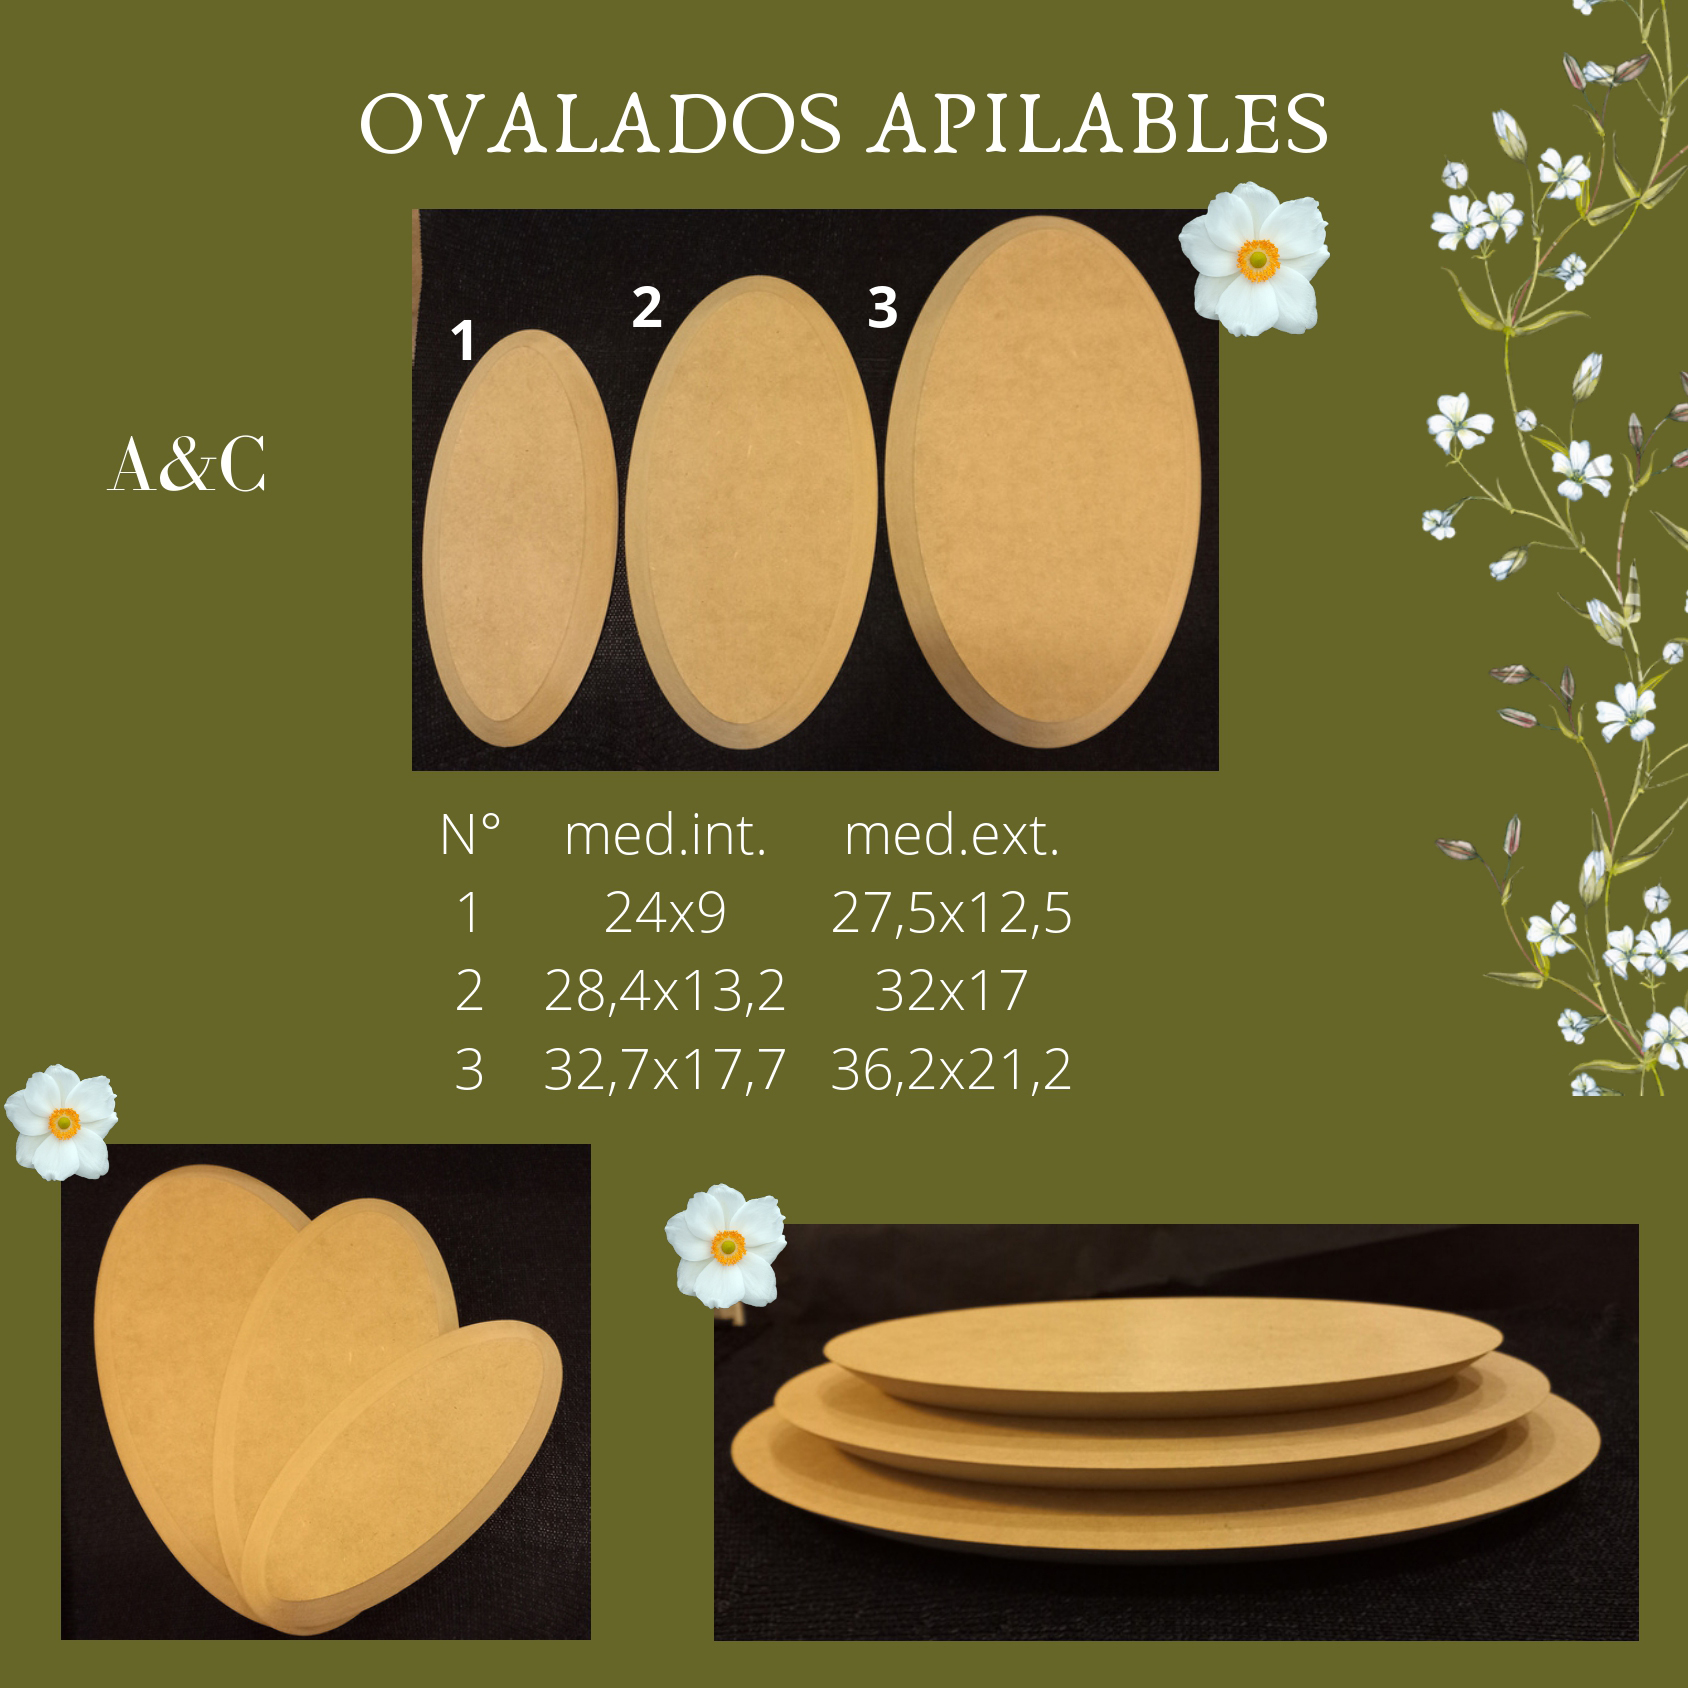 OVALADOS APILABLES
1
2
3
A&C
N° med.int. med.ext.
1 24x9 27,5x12,5
2 28,4x13,2 32x17
3 32,7x17,7 36,2x21,2